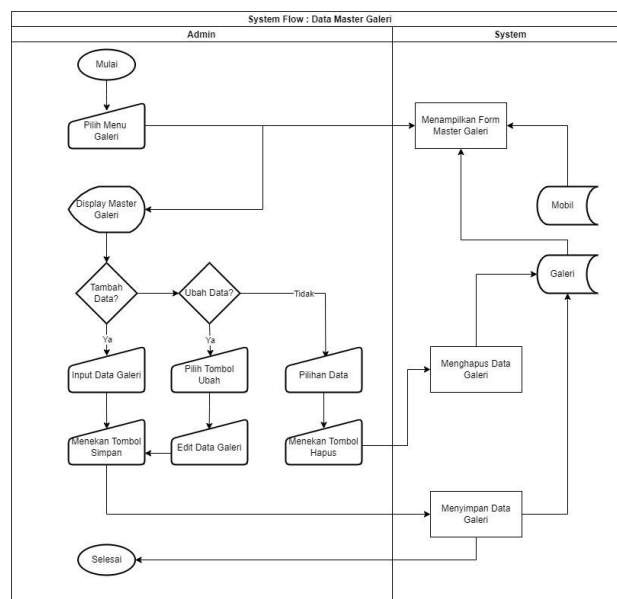 System Flow : Data Master Galeri
Admin
System
Mulai
Pilih Menu
Galeri
Menampilkan Form
Master Galeri
Display Master
Galeri
Mobil
Galeri
Tambah
Data?
Ubah Data?
Tidak
Ya
Ya
Input Data Galeri
Pilih Tombol
Ubah
Pilihan Data
Menghapus Data
Galeri
Menekan Tombol
Simpan
Edit Data Galeri
Menekan Tombol
Hapus
Menyimpan Data
Galeri
Selesai